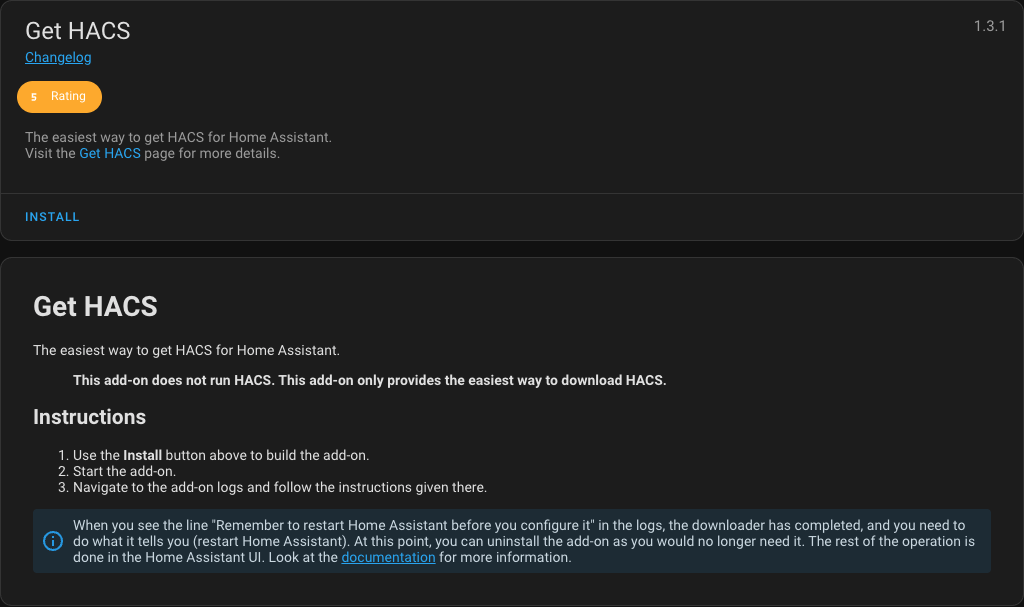 Get HACS
1.3.1
Changelog
5 Rating
The easiest way to get HACS for Home Assistant.
Visit the Get HACS page for more details.
INSTALL
Get HACS
The easiest way to get HACS for Home Assistant.
This add-on does not run HACS. This add-on only provides the easiest way to download HACS.
Instructions
1. Use the Install button above to build the add-on.
2. Start the add-on.
3. Navigate to the add-on logs and follow the instructions given there.
When you see the line "Remember to restart Home Assistant before you configure it" in the logs, the downloader has completed, and you need to
do what it tells you (restart Home Assistant). At this point, you can uninstall the add-on as you would no longer need it. The rest of the operation is
done in the Home Assistant UI. Look at the documentation for more information.